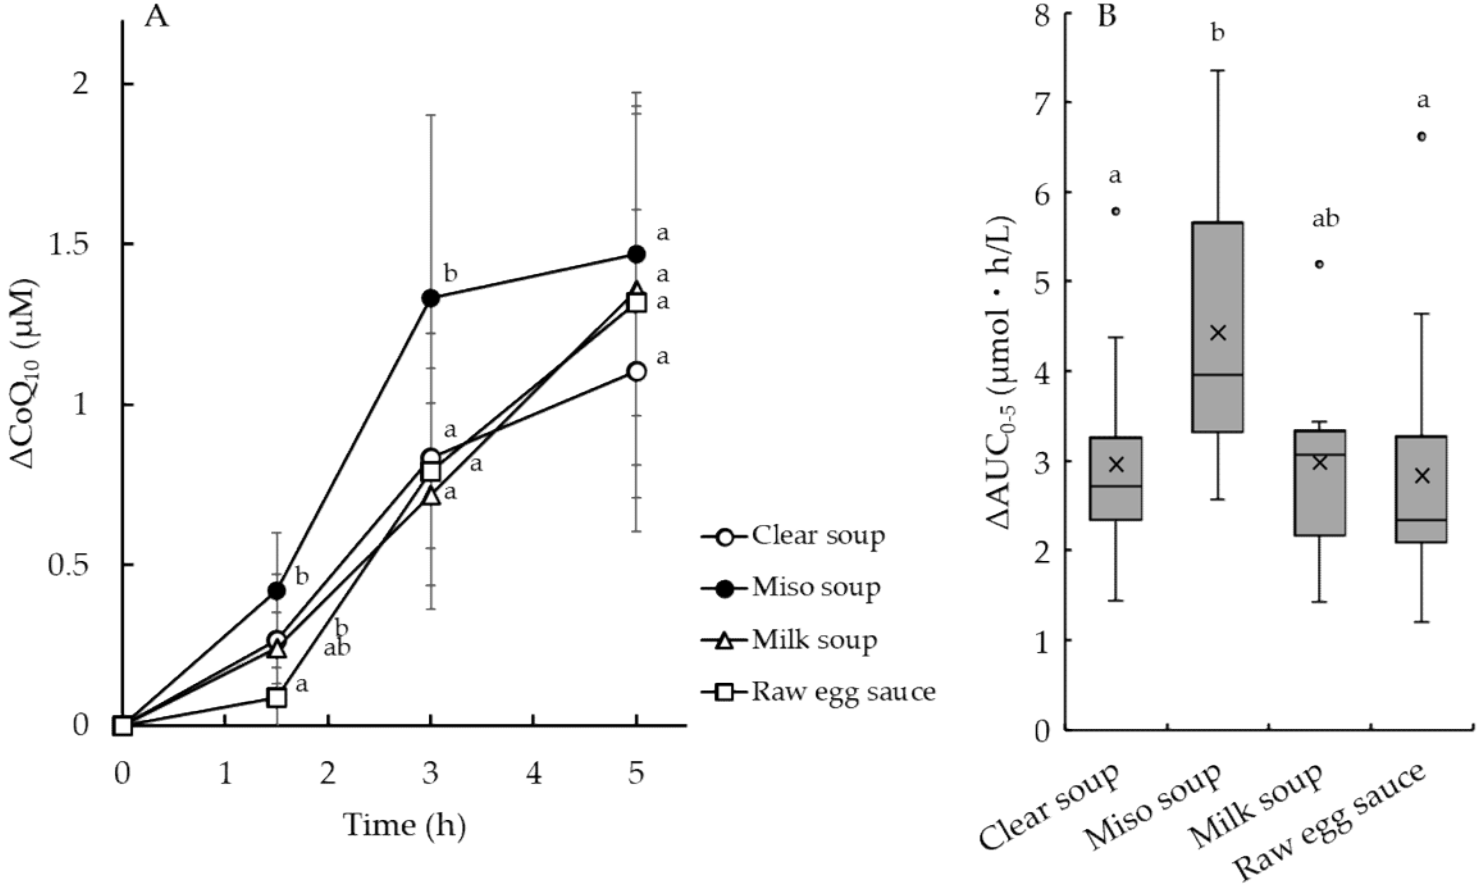 A
2
1.5
1
0.5
0
ΔCoQ10 (µM)
b
a
a
a
a
b
a
a
a
b
b
ab
a
0 1 2 3 4 5
Time (h)
Clear soup
Miso soup
Milk soup
Raw egg sauce
B
8
7
6
5
4
3
2
1
0
ΔAUC0-5 (µmol・h/L)
b
a
a
ab
Clear soup
Miso soup
Milk soup
Raw egg sauce